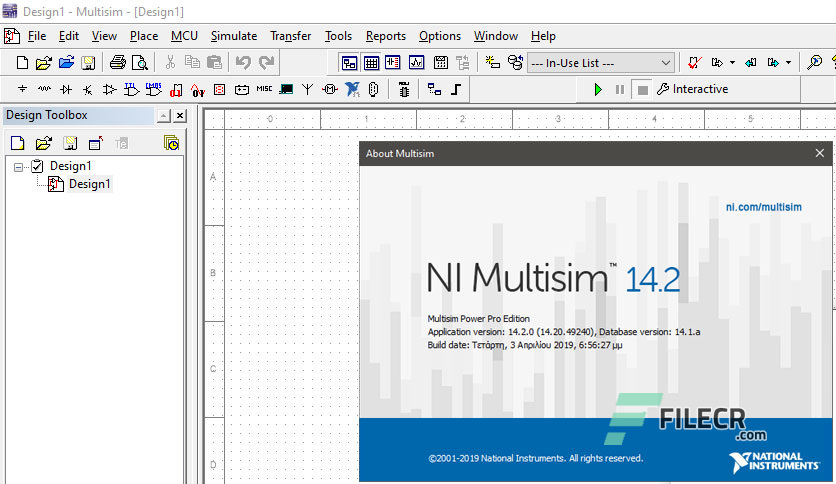 Design1 - Multisim - [Design1]
File Edit View Place MCU Simulate Transfer Tools Reports Options Window Help
--- In-Use List ---
TTL
MISC
Interactive
Design Toolbox
Design1
Design1
0 1 2 3 4 5 6
A
B
C
D
About Multisim
ni.com/multisim
NI Multisim™ 14.2
Multisim Power Pro Edition
Application version: 14.2.0 (14.20.49240), Database version: 14.1.a
Build date: Τετάρτη, 3 Απριλίου 2019, 6:56:27 μμ
FILECR
.com
©2001-2019 National Instruments. All rights reserved.
NATIONAL
INSTRUMENTS